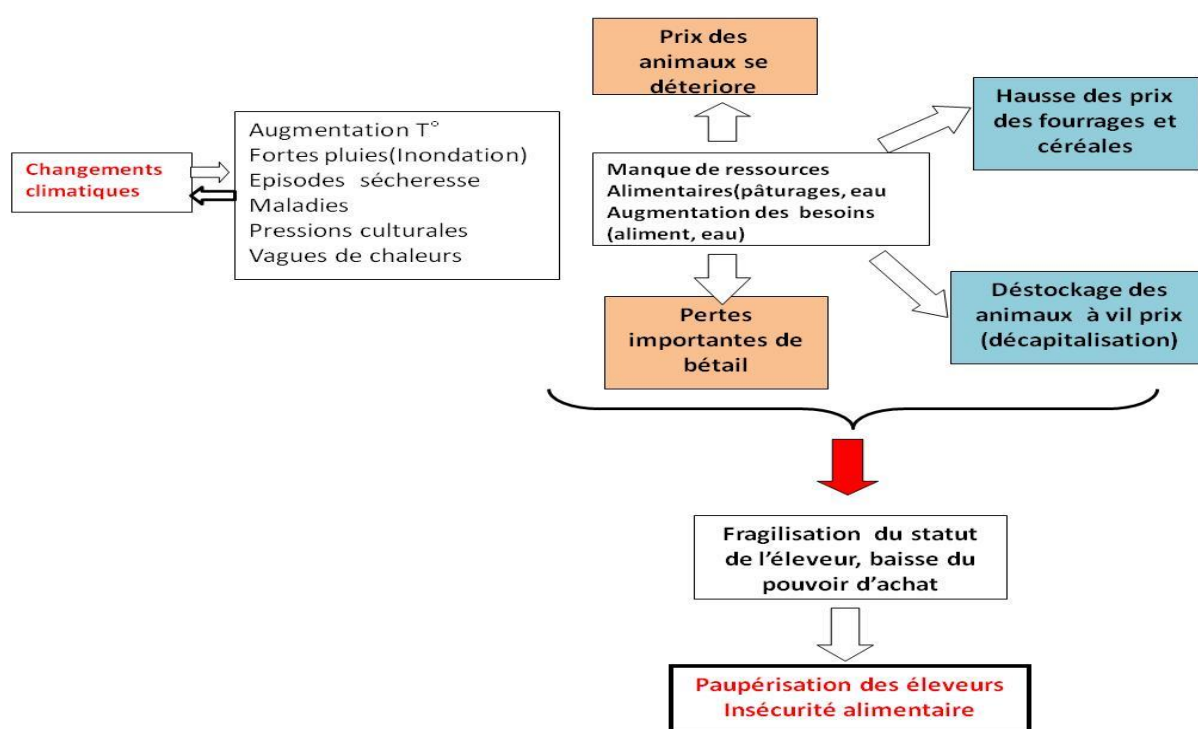 Changements
climatiques
Augmentation T°
Fortes pluies(Inondation)
Episodes sécheresse
Maladies
Pressions culturales
Vagues de chaleurs
Prix des
animaux se
déteriore
Manque de ressources
Alimentaires(pâturages, eau
Augmentation des besoins
(aliment, eau)
Hausse des prix
des fourrages et
céréales
Pertes
importantes de
bétail
Déstockage des
animaux à vil prix
(décapitalisation)
Fragilisation du statut
de l'éleveur, baisse du
pouvoir d'achat
Paupérisation des éleveurs
Insécurité alimentaire